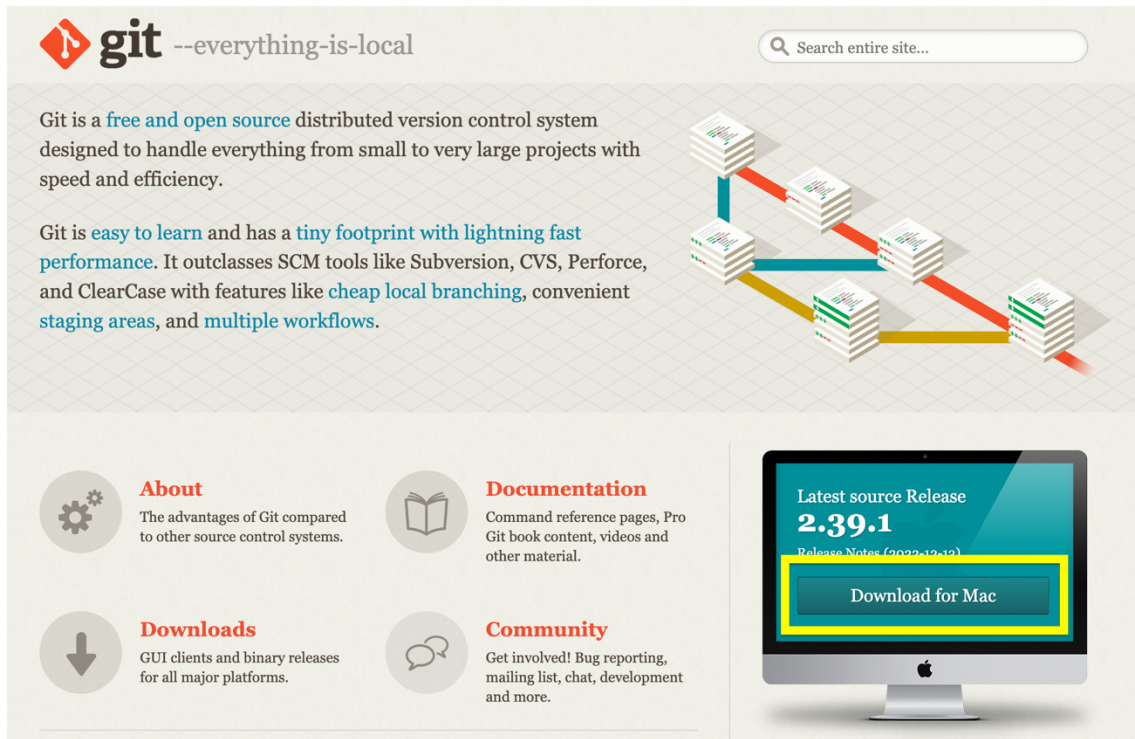 git --everything-is-local
Search entire site...
Git is a free and open source distributed version control system
designed to handle everything from small to very large projects with
speed and efficiency.
Git is easy to learn and has a tiny footprint with lightning fast
performance. It outclasses SCM tools like Subversion, CVS, Perforce,
and ClearCase with features like cheap local branching, convenient
staging areas, and multiple workflows.
About
The advantages of Git compared
to other source control systems.
Documentation
Command reference pages, Pro
Git book content, videos and
other material.
Downloads
GUI clients and binary releases
for all major platforms.
Community
Get involved! Bug reporting,
mailing list, chat, development
and more.
Latest source Release
2.39.1
Release Notes (2022-12-12)
Download for Mac